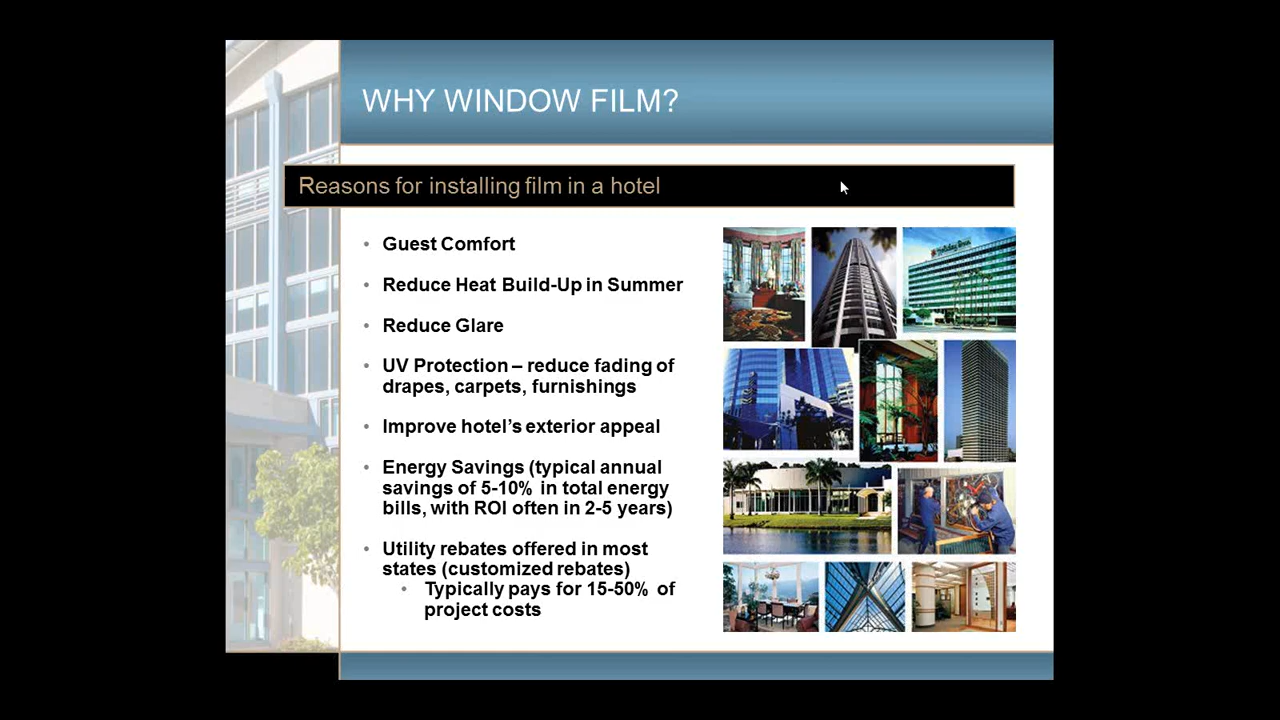 WHY WINDOW FILM?
Reasons for installing film in a hotel
• Guest Comfort
• Reduce Heat Build-Up in Summer
• Reduce Glare
• UV Protection – reduce fading of
drapes, carpets, furnishings
• Improve hotel’s exterior appeal
• Energy Savings (typical annual
savings of 5-10% in total energy
bills, with ROI often in 2-5 years)
• Utility rebates offered in most
states (customized rebates)
• Typically pays for 15-50% of
project costs
Holiday Inn